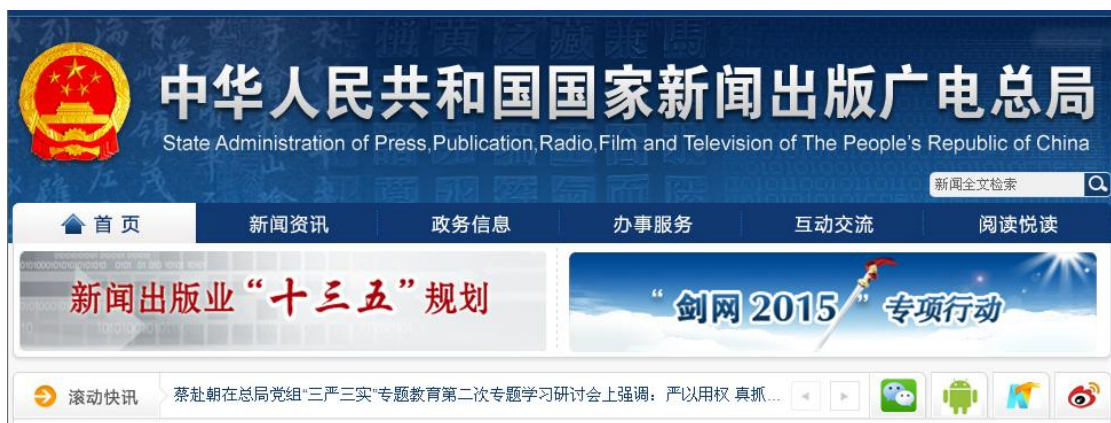 中华人民共和国国家新闻出版广电总局
State Administration of Press,Publication,Radio,Film and Television of The People's Republic of China
新闻全文检索
首 页 新闻资讯 政务信息 办事服务 互动交流 阅读悦读
新闻出版业“十三五”规划
“剑网 2015”专项行动
滚动快讯 蔡赴朝在总局党组“三严三实”专题教育第二次专题学习研讨会上强调：严以用权 真抓...